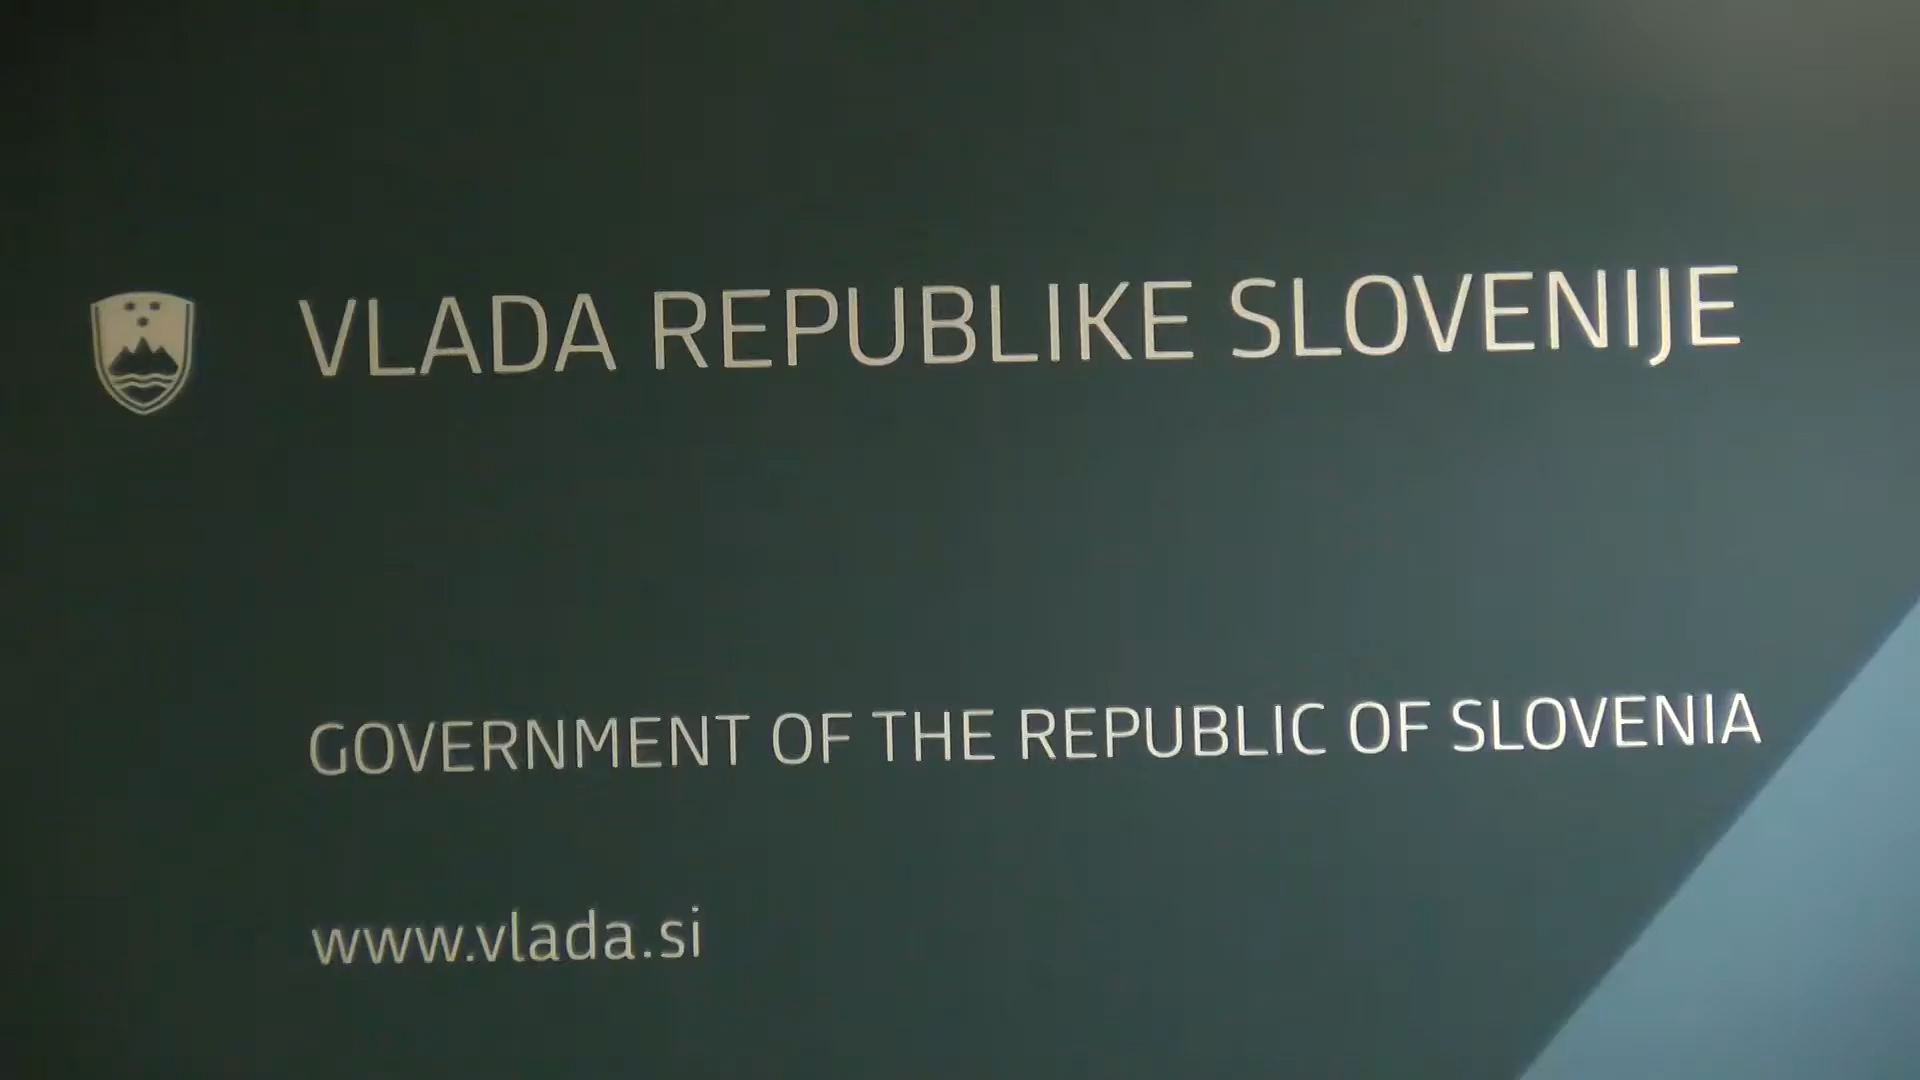 VLADA REPUBLIKE SLOVENIJE
GOVERNMENT OF THE REPUBLIC OF SLOVENIA
www.vlada.si